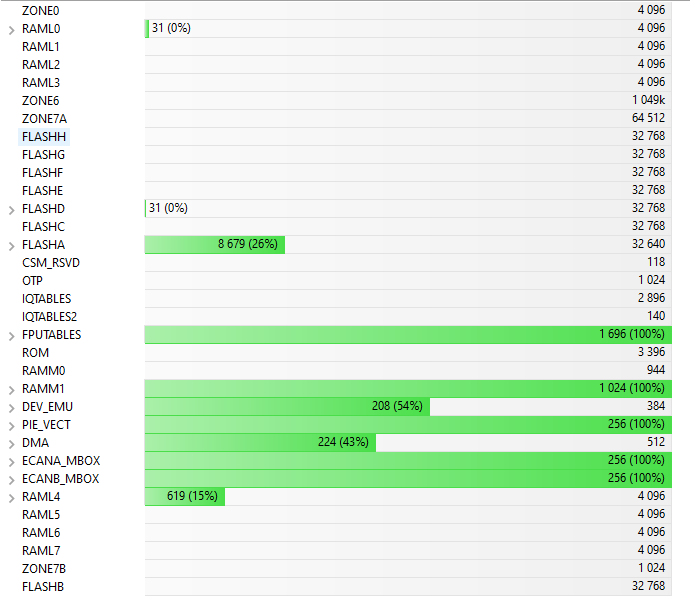 ZONE0 4 096
RAML0 31 (0%) 4 096
RAML1 4 096
RAML2 4 096
RAML3 4 096
ZONE6 1 049k
ZONE7A 64 512
FLASHH 32 768
FLASHG 32 768
FLASHF 32 768
FLASHE 32 768
FLASHD 31 (0%) 32 768
FLASHC 32 768
FLASHA 8 679 (26%) 32 640
CSM_RSVD 118
OTP 1 024
IQTABLES 2 896
IQTABLES2 140
FPUTABLES 1 696 (100%)
ROM 3 396
RAMM0 944
RAMM1 1 024 (100%)
DEV_EMU 208 (54%) 384
PIE_VECT 256 (100%)
DMA 224 (43%) 512
ECANA_MBOX 256 (100%)
ECANB_MBOX 256 (100%)
RAML4 619 (15%) 4 096
RAML5 4 096
RAML6 4 096
RAML7 4 096
ZONE7B 1 024
FLASHB 32 768